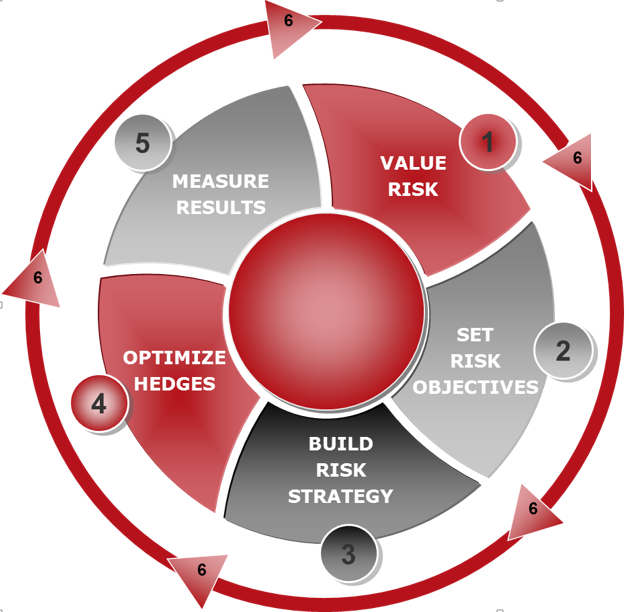 6
1
VALUE
RISK
6
2
SET
RISK
OBJECTIVES
6
3
BUILD
RISK
STRATEGY
6
4
OPTIMIZE
HEDGES
6
5
MEASURE
RESULTS